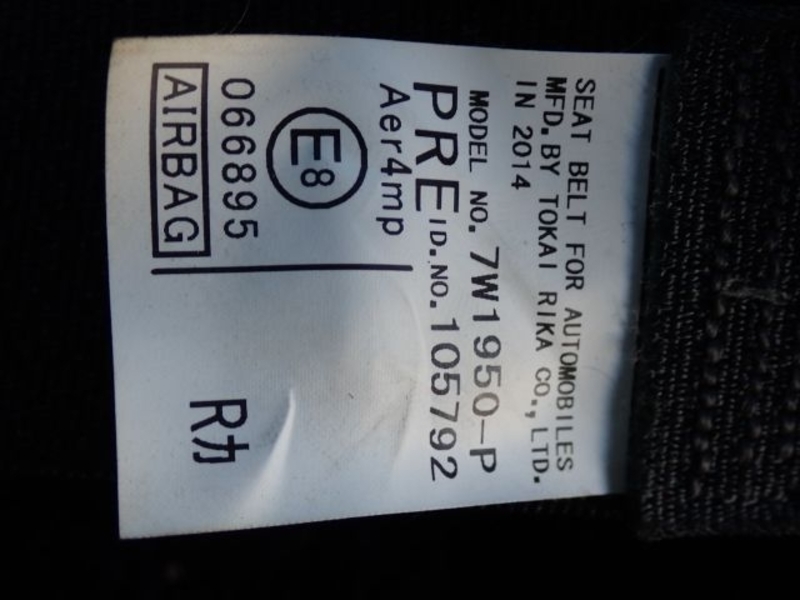 SEAT BELT FOR AUTOMOBILES
MFD. BY TOKAI RIKA CO., LTD.
IN 2014
MODEL NO. 7W1950-P
PRE ID. NO. 105792
Aer4mp
E8
066895
AIRBAG
Rカ